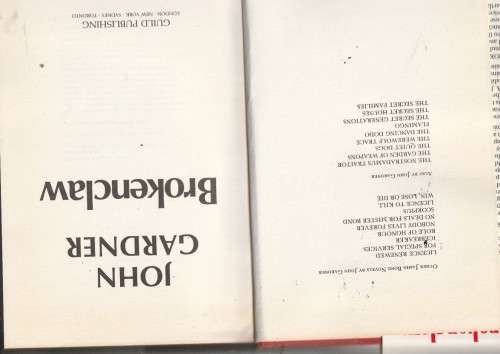 Other James Bond Novels by John Gardner
LICENCE RENEWED
FOR SPECIAL SERVICES
ICEBREAKER
ROLE OF HONOUR
NOBODY LIVES FOREVER
NO DEALS FOR MISTER BOND
SCORPIUS
LICENCE TO KILL
WIN, LOSE OR DIE
Also by John Gardner
THE NOSTRADAMUS TRAITOR
THE GARDEN OF WEAPONS
THE QUIET DOGS
THE WEREWOLF TRACE
THE DANCING DODO
FLAMINGO
THE SECRET GENERATIONS
THE SECRET HOUSES
THE SECRET FAMILIES
JOHN
GARDNER
Brokenclaw
GUILD PUBLISHING
LONDON · NEW YORK · SYDNEY · TORONTO